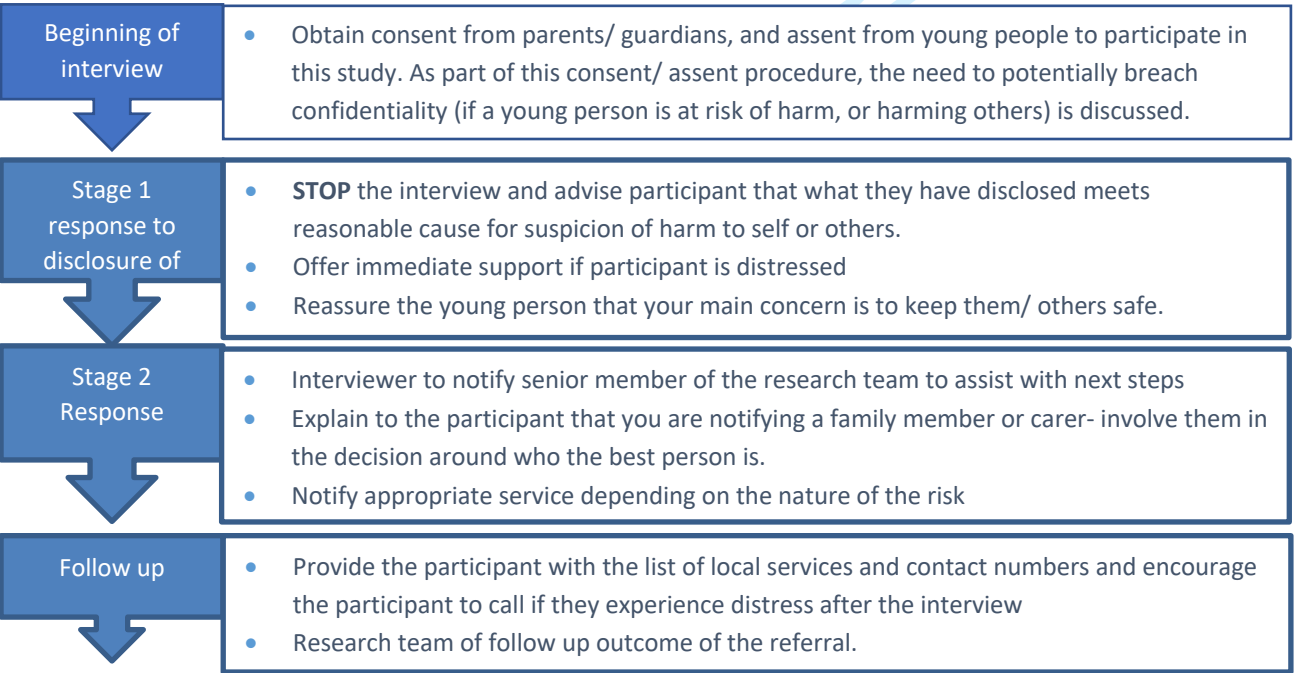 Beginning of
interview
• Obtain consent from parents/ guardians, and assent from young people to participate in
this study. As part of this consent/ assent procedure, the need to potentially breach
confidentiality (if a young person is at risk of harm, or harming others) is discussed.
Stage 1
response to
disclosure of
• STOP the interview and advise participant that what they have disclosed meets
reasonable cause for suspicion of harm to self or others.
• Offer immediate support if participant is distressed
• Reassure the young person that your main concern is to keep them/ others safe.
Stage 2
Response
• Interviewer to notify senior member of the research team to assist with next steps
• Explain to the participant that you are notifying a family member or carer- involve them in
the decision around who the best person is.
• Notify appropriate service depending on the nature of the risk
Follow up
• Provide the participant with the list of local services and contact numbers and encourage
the participant to call if they experience distress after the interview
• Research team of follow up outcome of the referral.